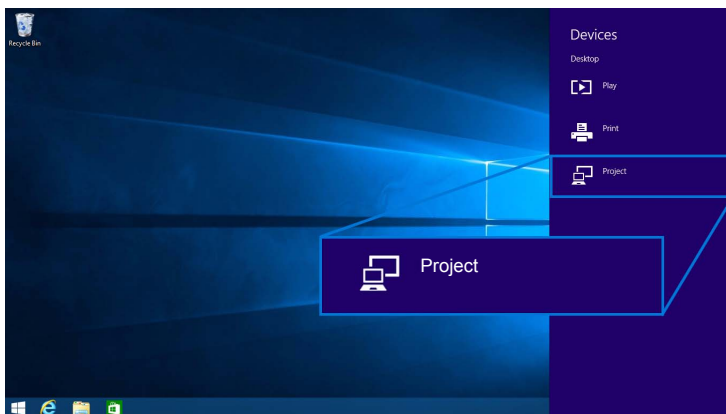 Recycle Bin
Devices
Desktop
Play
Print
Project
Project